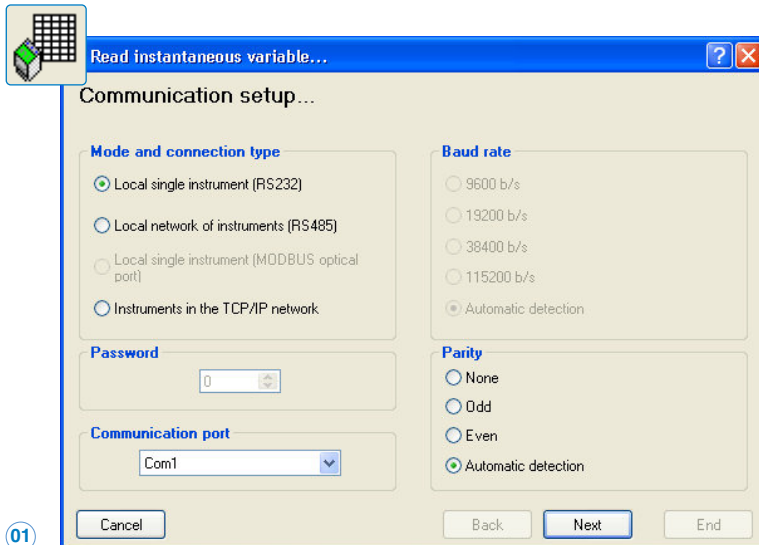 Read instantaneous variable...
Communication setup...
Mode and connection type
Local single instrument (RS232)
Local network of instruments (RS485)
Local single instrument (MODBUS optical
port)
Instruments in the TCP/IP network
Baud rate
9600 b/s
19200 b/s
38400 b/s
115200 b/s
Automatic detection
Password
0
Parity
None
Odd
Even
Automatic detection
Communication port
Com1
Cancel
Back
Next
End
01